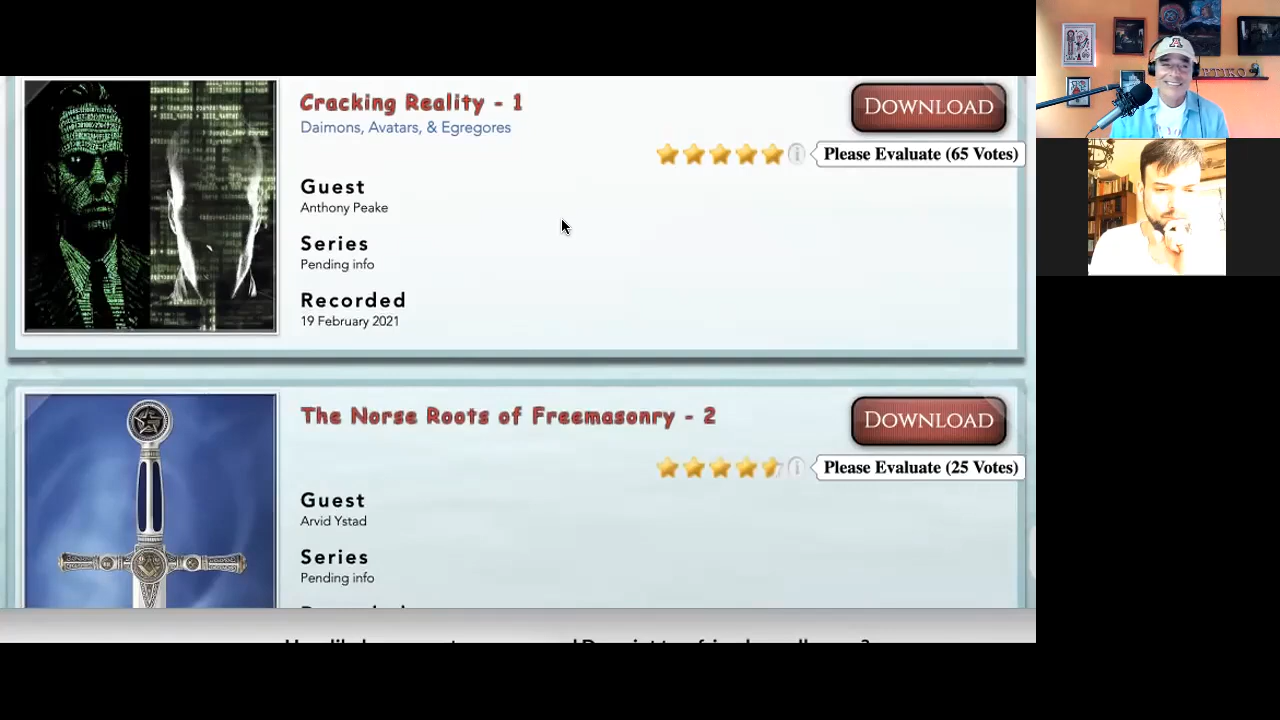 Cracking Reality - 1
Daimons, Avatars, & Egregores
DOWNLOAD
Please Evaluate (65 Votes)
Guest
Anthony Peake
Series
Pending info
Recorded
19 February 2021
The Norse Roots of Freemasonry - 2
DOWNLOAD
Please Evaluate (25 Votes)
Guest
Arvid Ystad
Series
Pending info